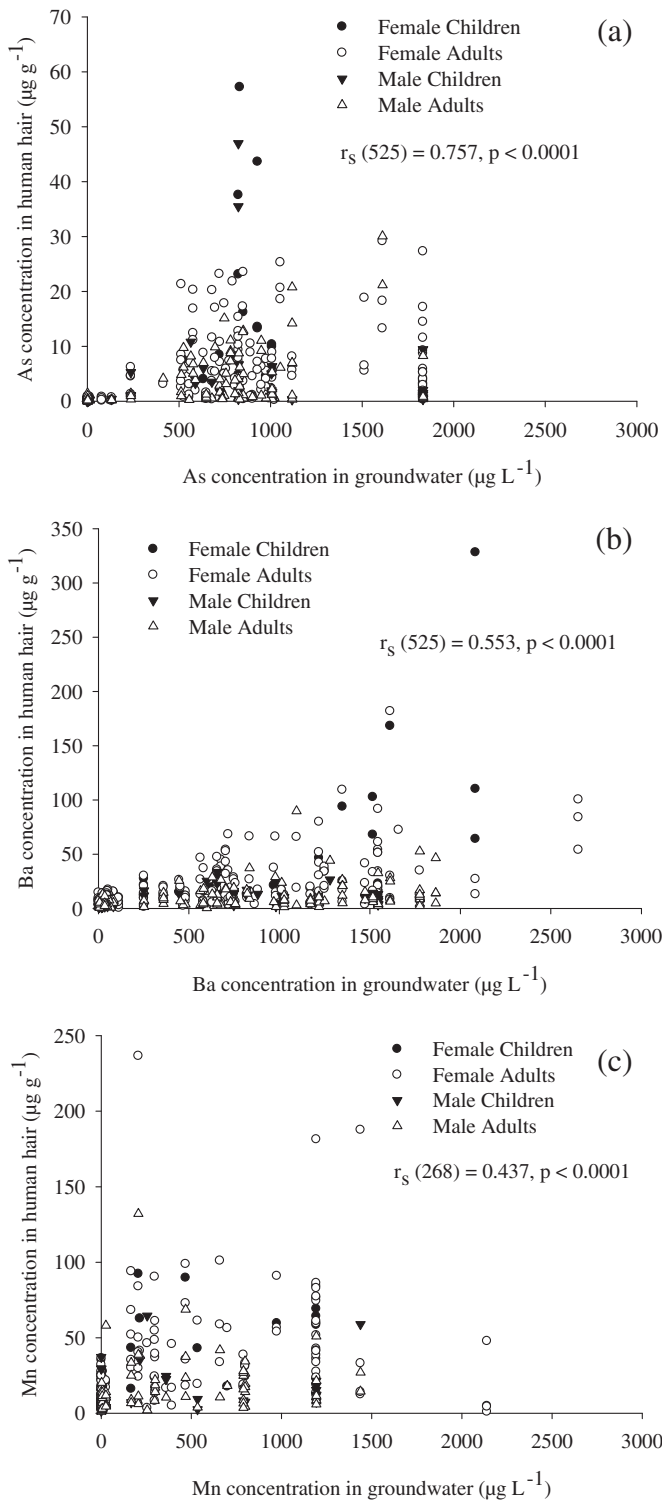 70
60
50
40
30
20
10
0
As concentration in human hair (µg g-1)
Female Children
Female Adults
Male Children
Male Adults
(a)
rs (525) = 0.757, p < 0.0001
0 500 1000 1500 2000 2500 3000
As concentration in groundwater (µg L-1)
350
300
250
200
150
100
50
0
Ba concentration in human hair (µg g-1)
Female Children
Female Adults
Male Children
Male Adults
(b)
rs (525) = 0.553, p < 0.0001
0 500 1000 1500 2000 2500 3000
Ba concentration in groundwater (µg L-1)
250
200
150
100
50
0
Mn concentration in human hair (µg g-1)
Female Children
Female Adults
Male Children
Male Adults
(c)
rs (268) = 0.437, p < 0.0001
0 500 1000 1500 2000 2500 3000
Mn concentration in groundwater (µg L-1)